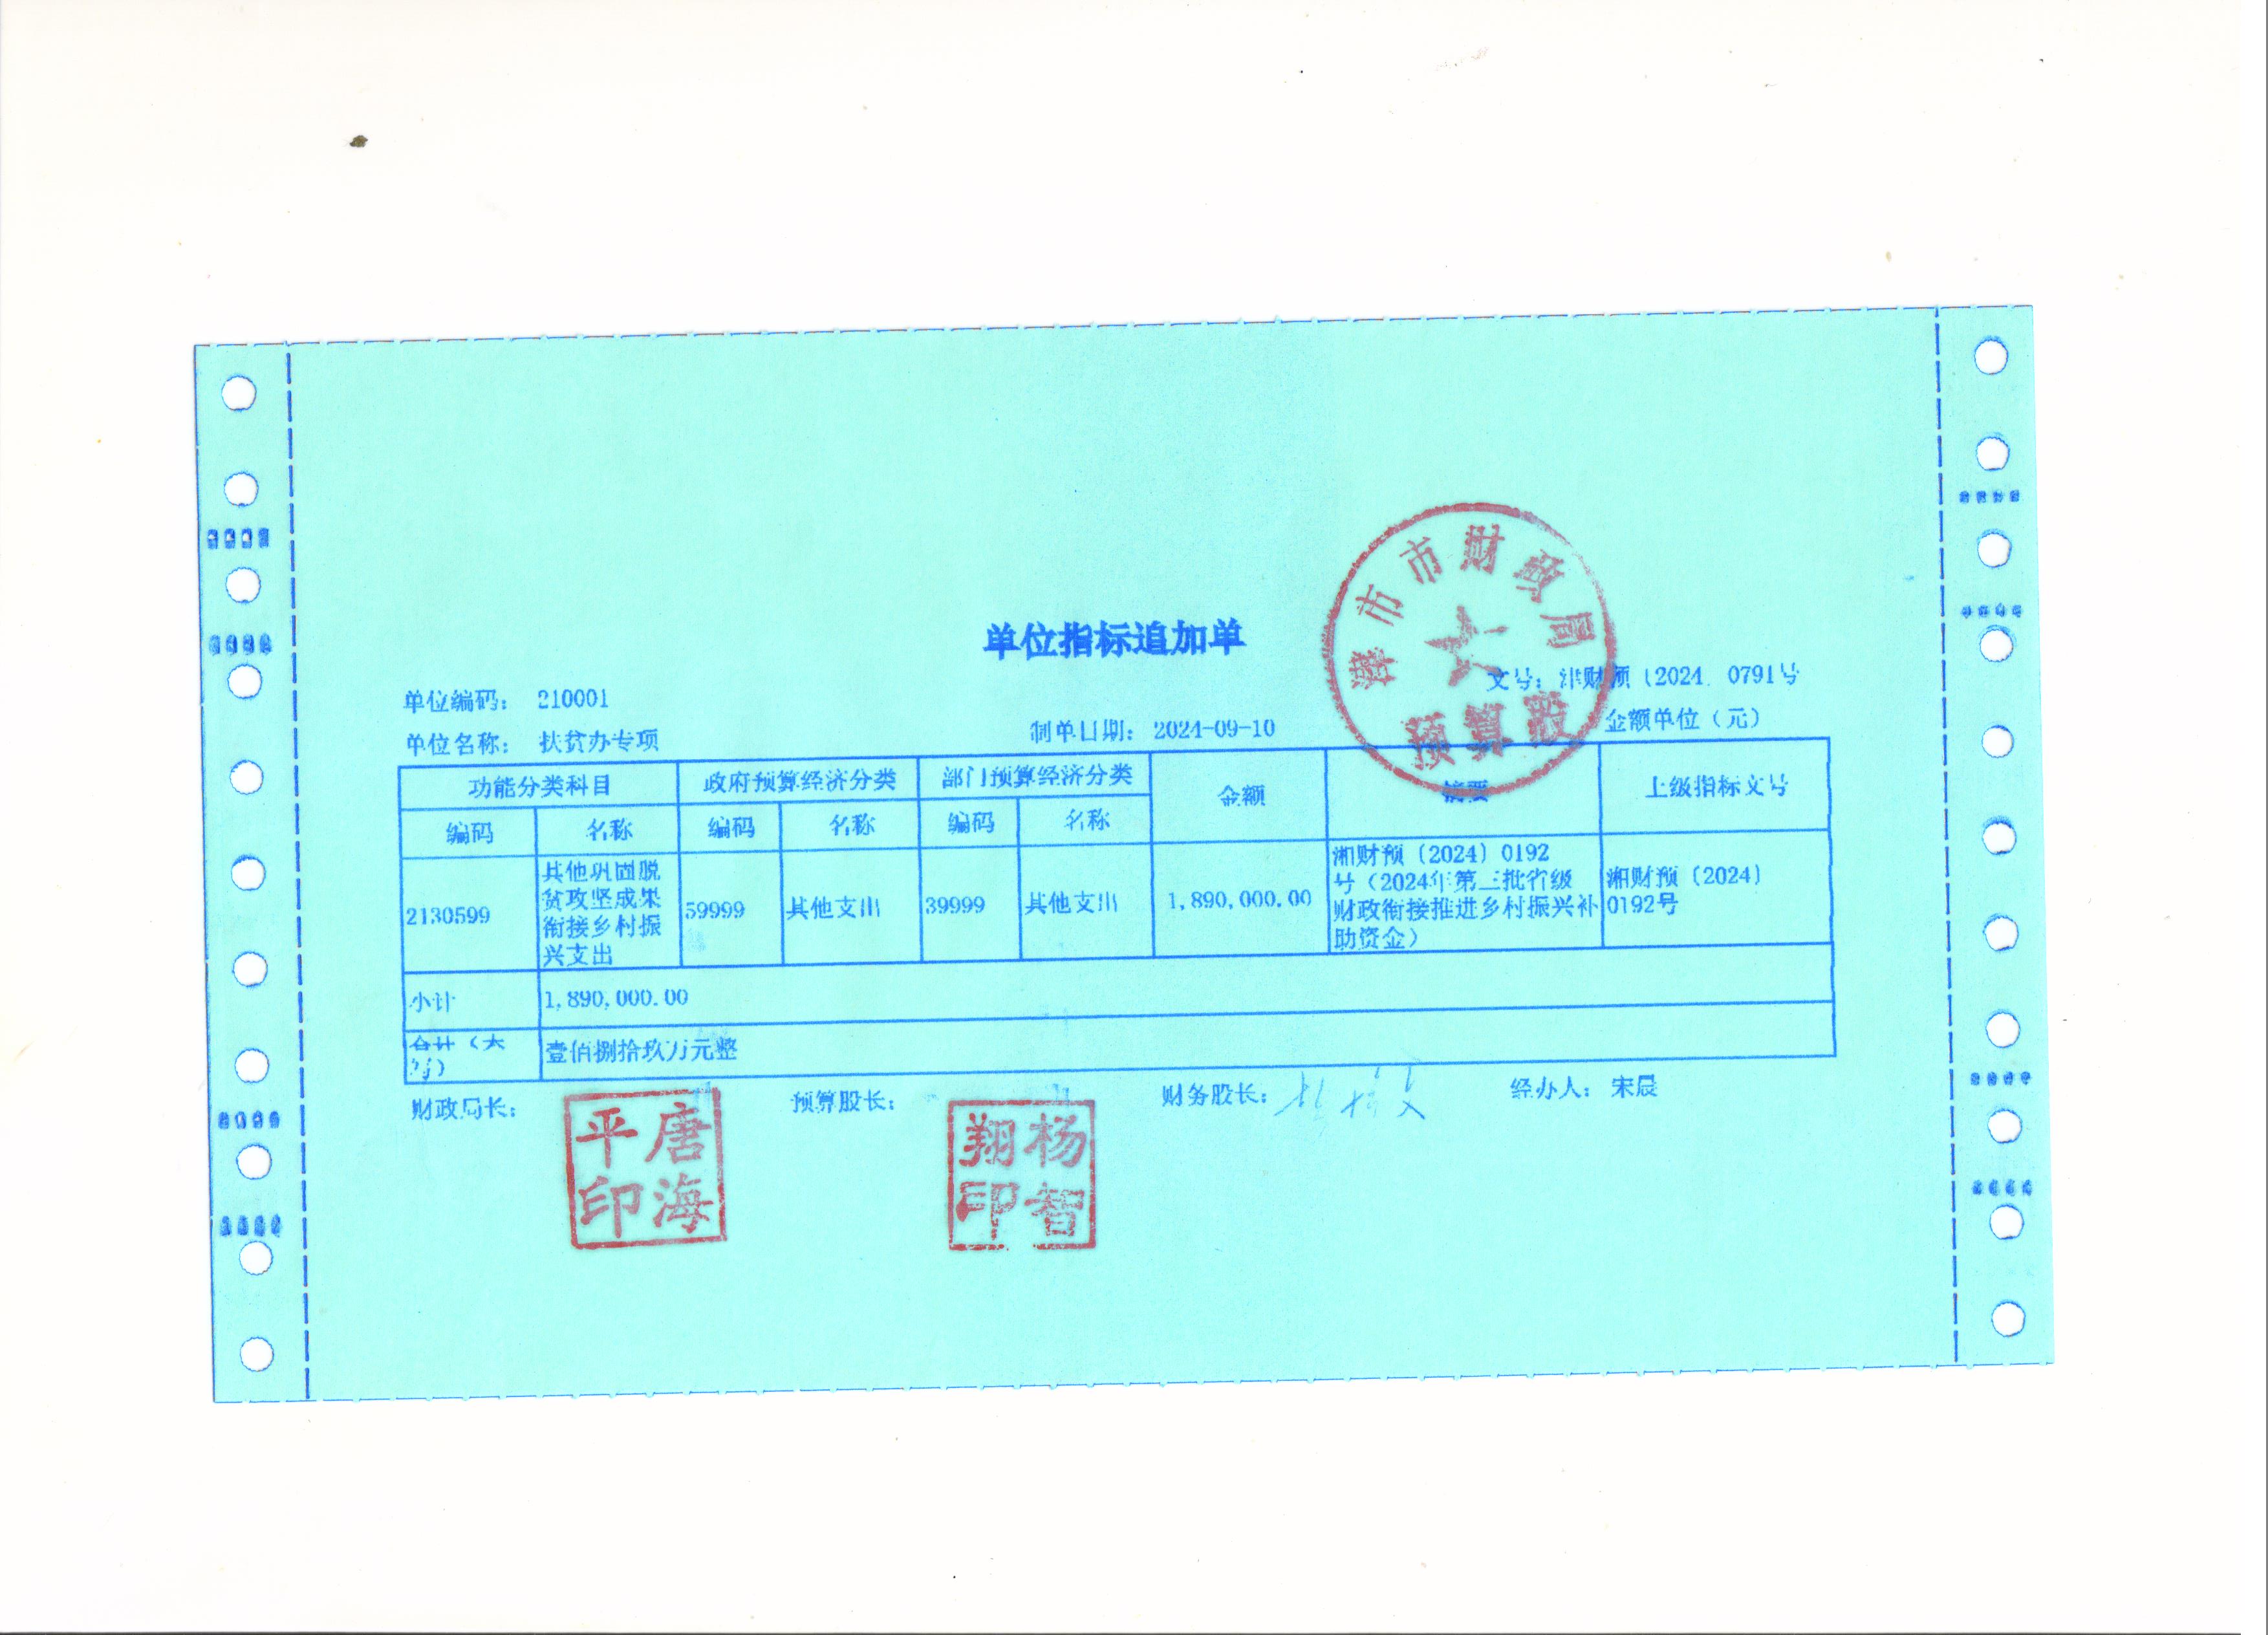 津市市财政局
预算股
单位指标追加单
文号：津财预（2024 0791号
单位编码： 210001
单位名称： 扶贫办专项
制单日期： 2024-09-10
金额单位（元）
功能分类科目 政府预算经济分类 部门预算经济分类 金额 摘要 上级指标文号
编码 名称 编码 名称 编码 名称
2130599
其他巩固脱
贫攻坚成果
衔接乡村振
兴支出
59999 其他支出 39999 其他支出 1,890,000.00
湘财预（2024）0192
号（2024年第三批省级
财政衔接推进乡村振兴补
助资金）
湘财预（2024）
0192号
小计 1,890,000.00
合计（大
写） 壹佰捌拾玖万元整
财政局长： 预算股长： 财务股长： 经办人： 宋晨
唐海平印
杨智翔印